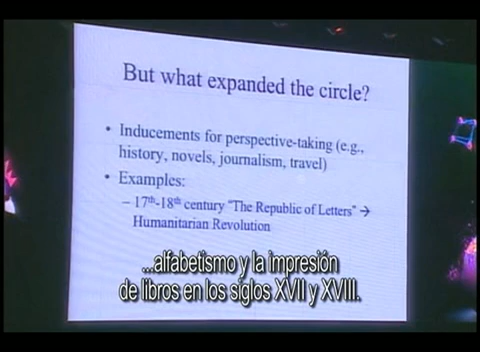 But what expanded the circle?
• Inducements for perspective-taking (e.g.,
history, novels, journalism, travel)
• Examples:
– 17th-18th century "The Republic of Letters" →
Humanitarian Revolution
...alfabetismo y la impresión
de libros en los siglos XVII y XVIII.